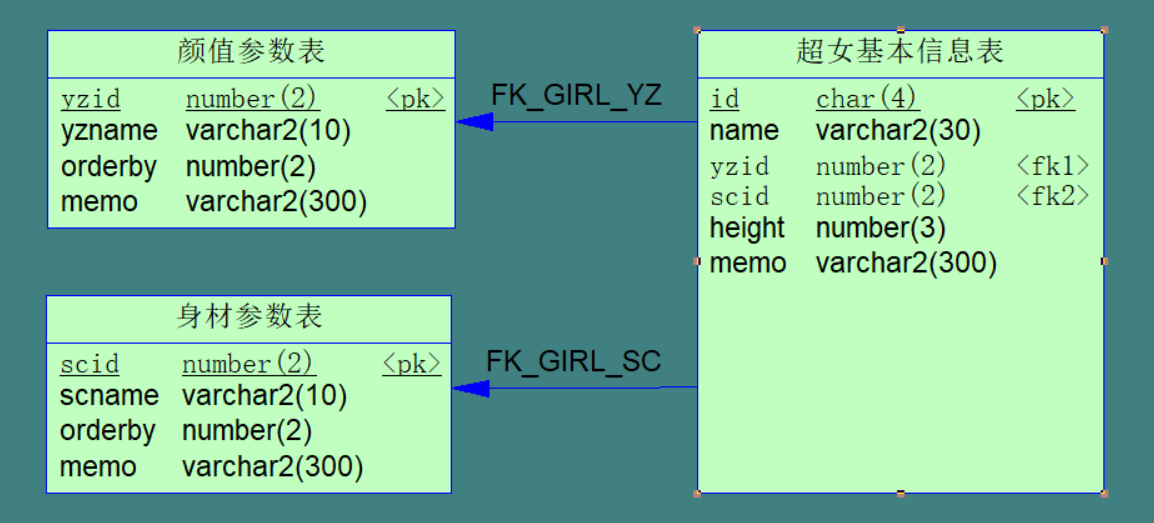 颜值参数表
yzid number(2) <pk>
yzname varchar2(10)
orderby number(2)
memo varchar2(300)
FK_GIRL_YZ
超女基本信息表
id char(4) <pk>
name varchar2(30)
yzid number(2) <fk1>
scid number(2) <fk2>
height number(3)
memo varchar2(300)
身材参数表
scid number(2) <pk>
scname varchar2(10)
orderby number(2)
memo varchar2(300)
FK_GIRL_SC